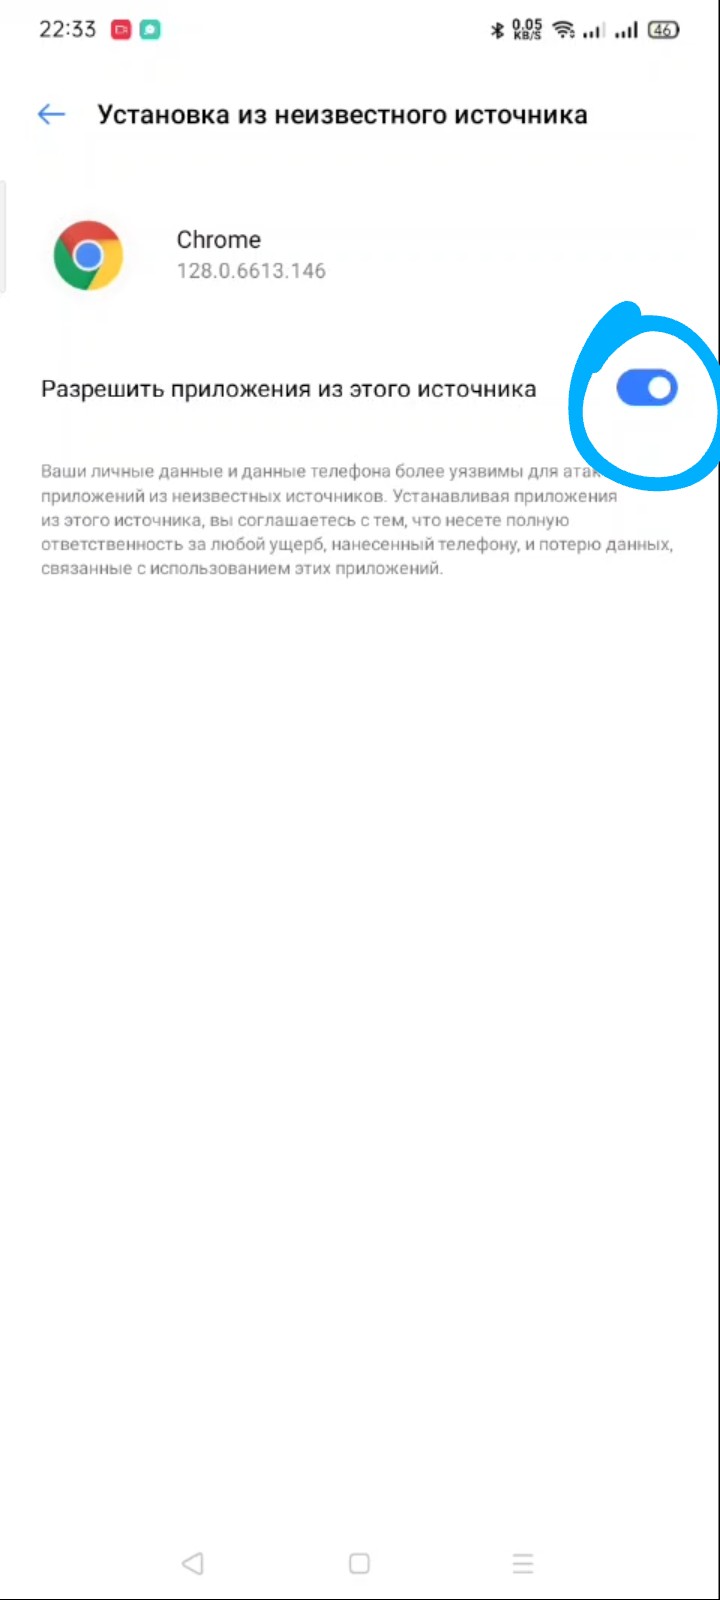 22:33 0.05 KB/S 46
Установка из неизвестного источника
Chrome
128.0.6613.146
Разрешить приложения из этого источника
Ваши личные данные и данные телефона более уязвимы для
приложений из неизвестных источников. Устанавливая приложения
из этого источника, вы соглашаетесь с тем, что несете полную
ответственность за любой ущерб, нанесенный телефону, и потерю данных,
связанные с использованием этих приложений.